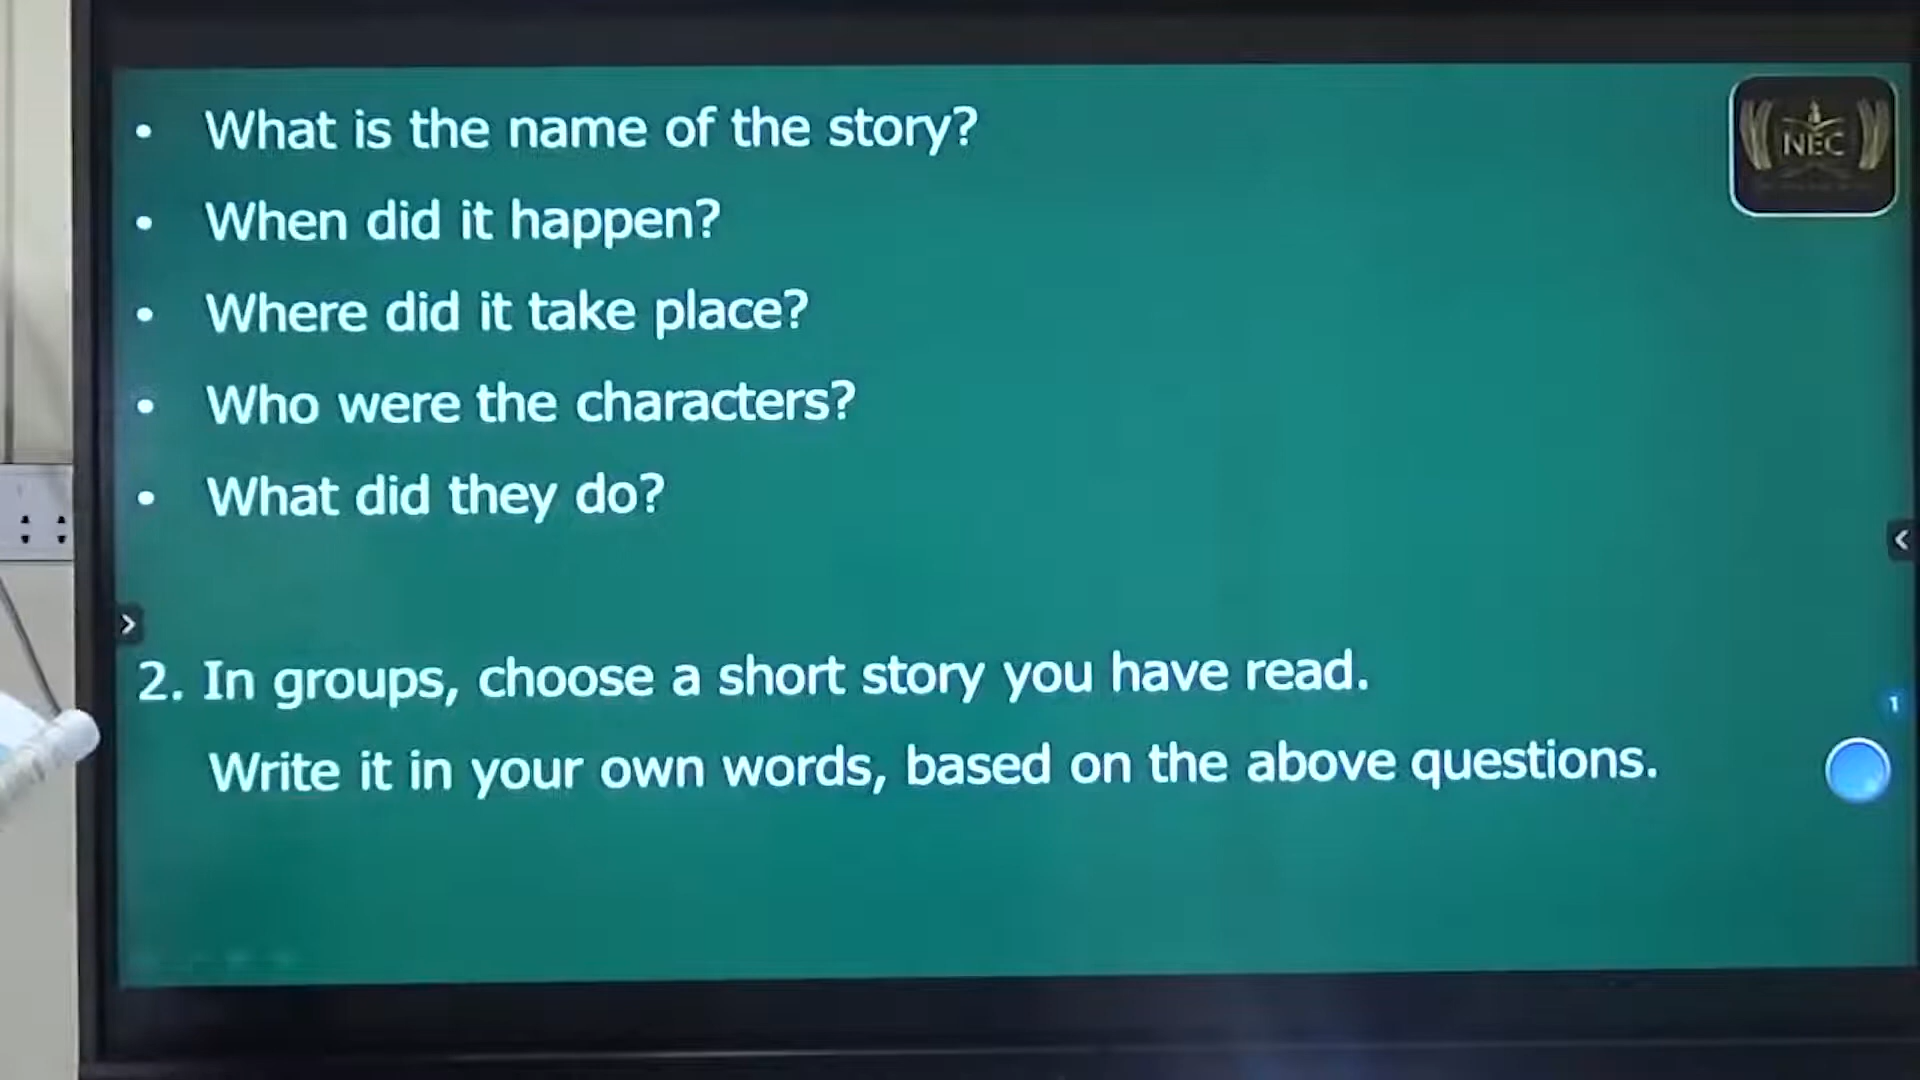 • What is the name of the story?
• When did it happen?
• Where did it take place?
• Who were the characters?
• What did they do?
2. In groups, choose a short story you have read.
Write it in your own words, based on the above questions.
NEC
1